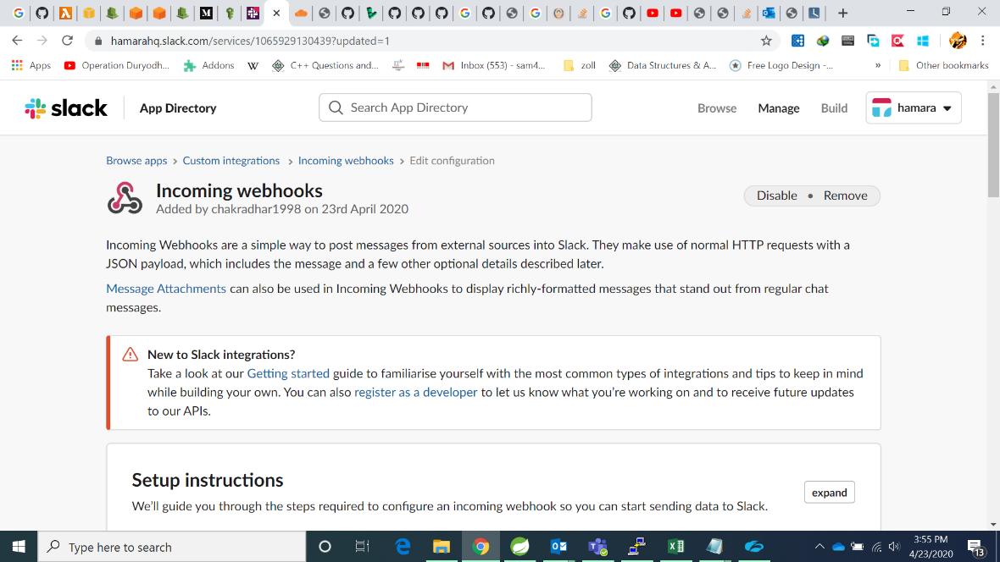 hamarahq.slack.com/services/1065929130439?updated=1
Apps Operation Duryodh... Addons W C++ Questions and... Inbox (553) - sam4... zoll Data Structures & A... Free Logo Design -... » Other bookmarks
slack App Directory Search App Directory Browse Manage Build hamara
Browse apps > Custom integrations > Incoming webhooks > Edit configuration
Incoming webhooks
Added by chakradhar1998 on 23rd April 2020
Disable • Remove
Incoming Webhooks are a simple way to post messages from external sources into Slack. They make use of normal HTTP requests with a
JSON payload, which includes the message and a few other optional details described later.
Message Attachments can also be used in Incoming Webhooks to display richly-formatted messages that stand out from regular chat
messages.
New to Slack integrations?
Take a look at our Getting started guide to familiarise yourself with the most common types of integrations and tips to keep in mind
while building your own. You can also register as a developer to let us know what you're working on and to receive future updates
to our APIs.
Setup instructions
expand
We'll guide you through the steps required to configure an incoming webhook so you can start sending data to Slack.
Type here to search
3:55 PM
4/23/2020
13